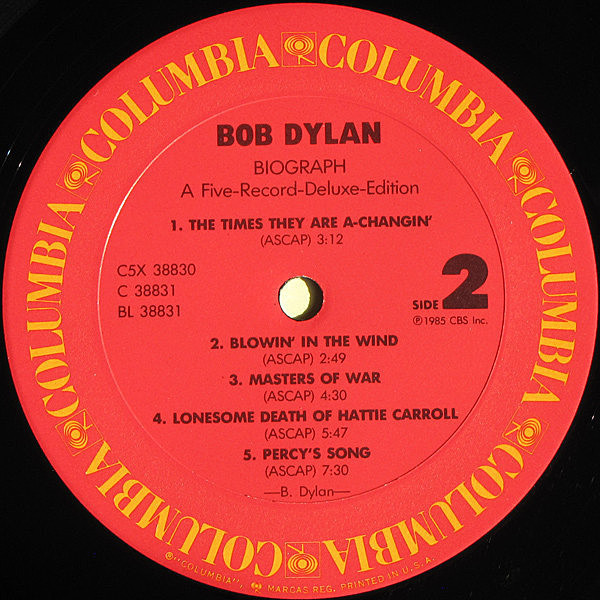 COLUMBIA COLUMBIA COLUMBIA COLUMBIA COLUMBIA COLUMBIA COLUMBIA COLUMBIA
BOB DYLAN
BIOGRAPH
A Five-Record-Deluxe-Edition
1. THE TIMES THEY ARE A-CHANGIN'
(ASCAP) 3:12
C5X 38830
C 38831
BL 38831
SIDE 2
℗1985 CBS Inc.
2. BLOWIN' IN THE WIND
(ASCAP) 2:49
3. MASTERS OF WAR
(ASCAP) 4:30
4. LONESOME DEATH OF HATTIE CARROLL
(ASCAP) 5:47
5. PERCY'S SONG
(ASCAP) 7:30
—B. Dylan—
®"COLUMBIA", MARCAS REG. PRINTED IN U.S.A.